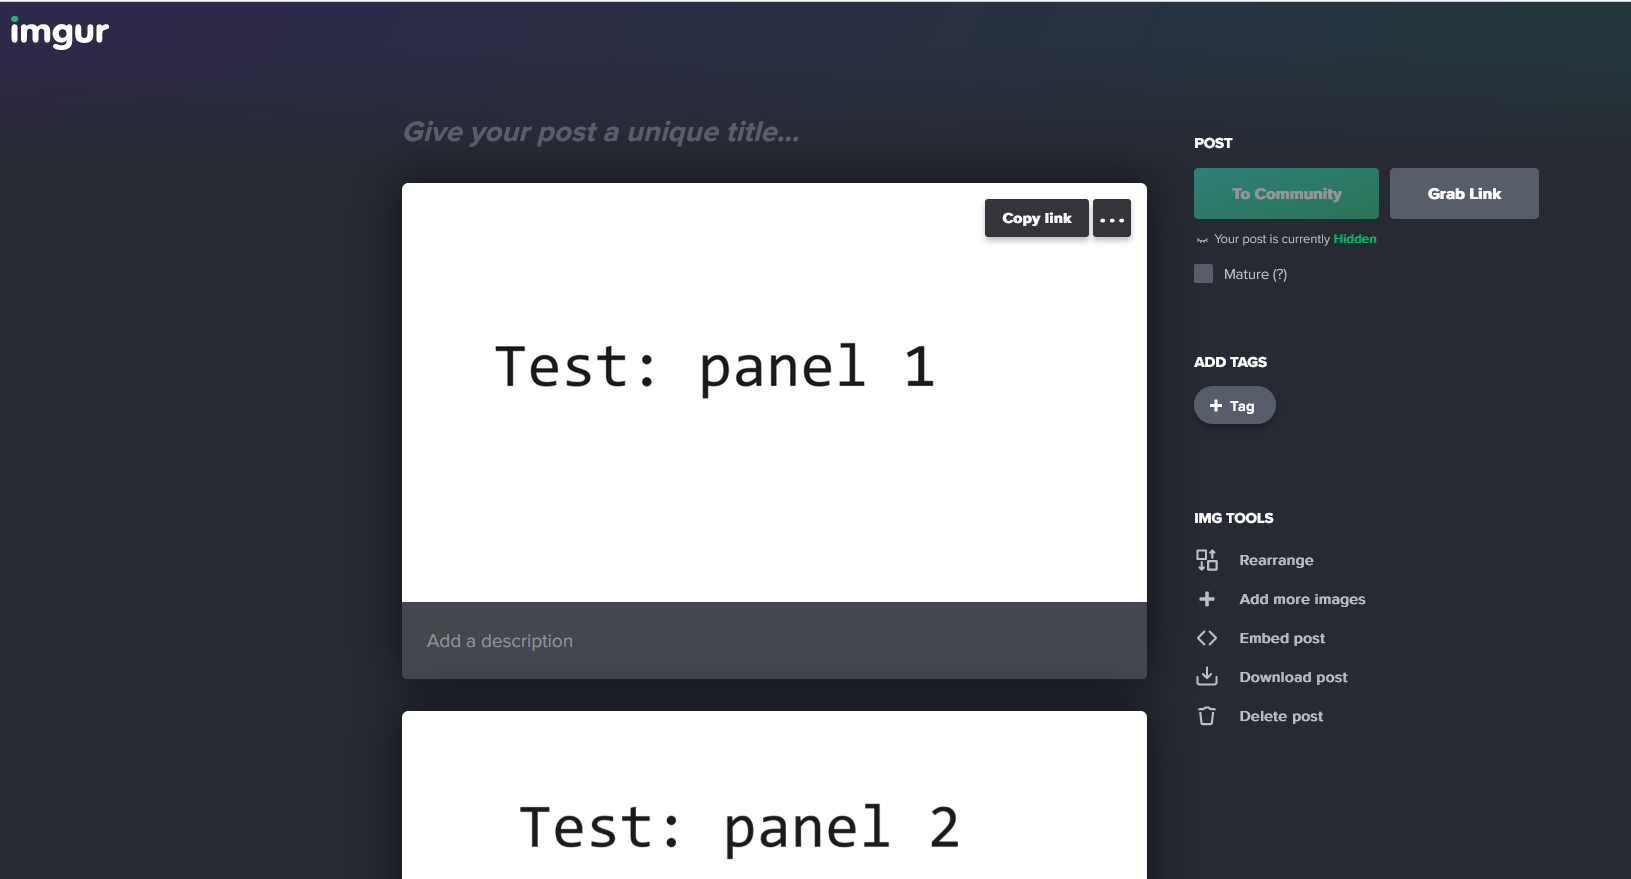 imgur
Give your post a unique title...
Copy link
...
Test: panel 1
Add a description
Test: panel 2
POST
To Community
Grab Link
Your post is currently Hidden
Mature (?)
ADD TAGS
+ Tag
IMG TOOLS
Rearrange
Add more images
Embed post
Download post
Delete post